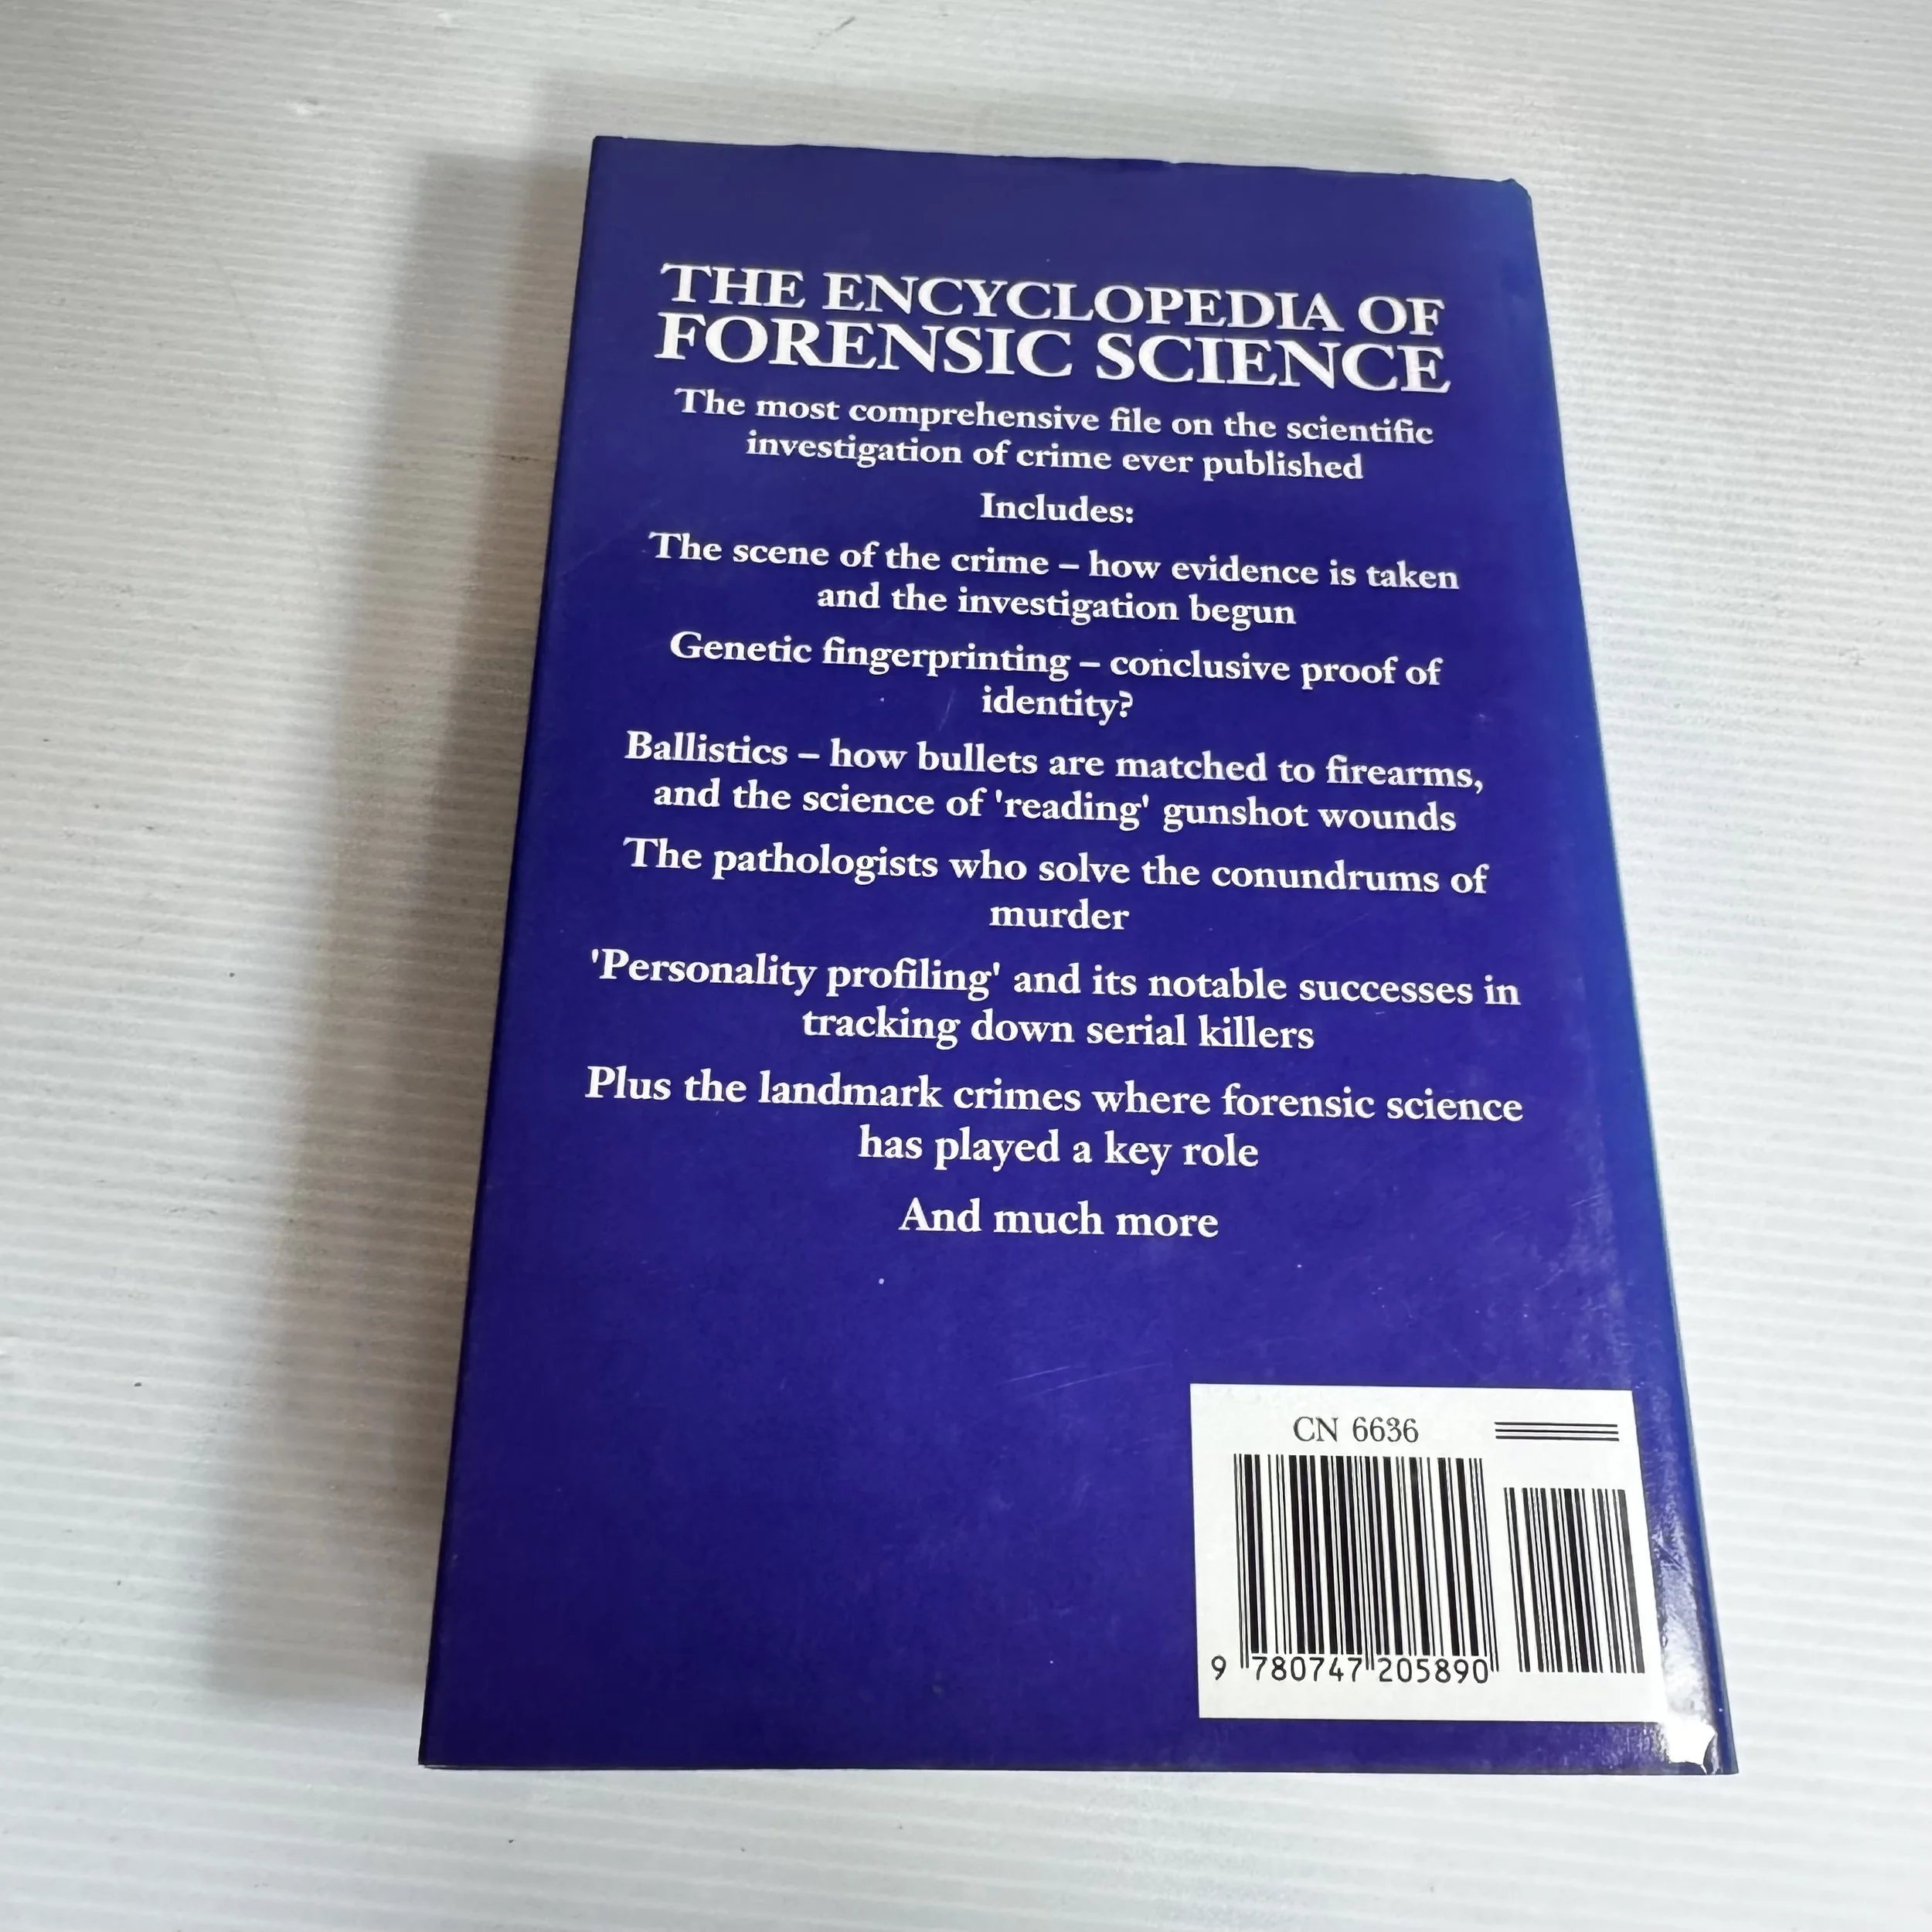 THE ENCYCLOPEDIA OF
FORENSIC SCIENCE
The most comprehensive file on the scientific
investigation of crime ever published
Includes:
The scene of the crime – how evidence is taken
and the investigation begun
Genetic fingerprinting – conclusive proof of
identity?
Ballistics – how bullets are matched to firearms,
and the science of 'reading' gunshot wounds
The pathologists who solve the conundrums of
murder
'Personality profiling' and its notable successes in
tracking down serial killers
Plus the landmark crimes where forensic science
has played a key role
And much more
CN 6636
9 780747 205890